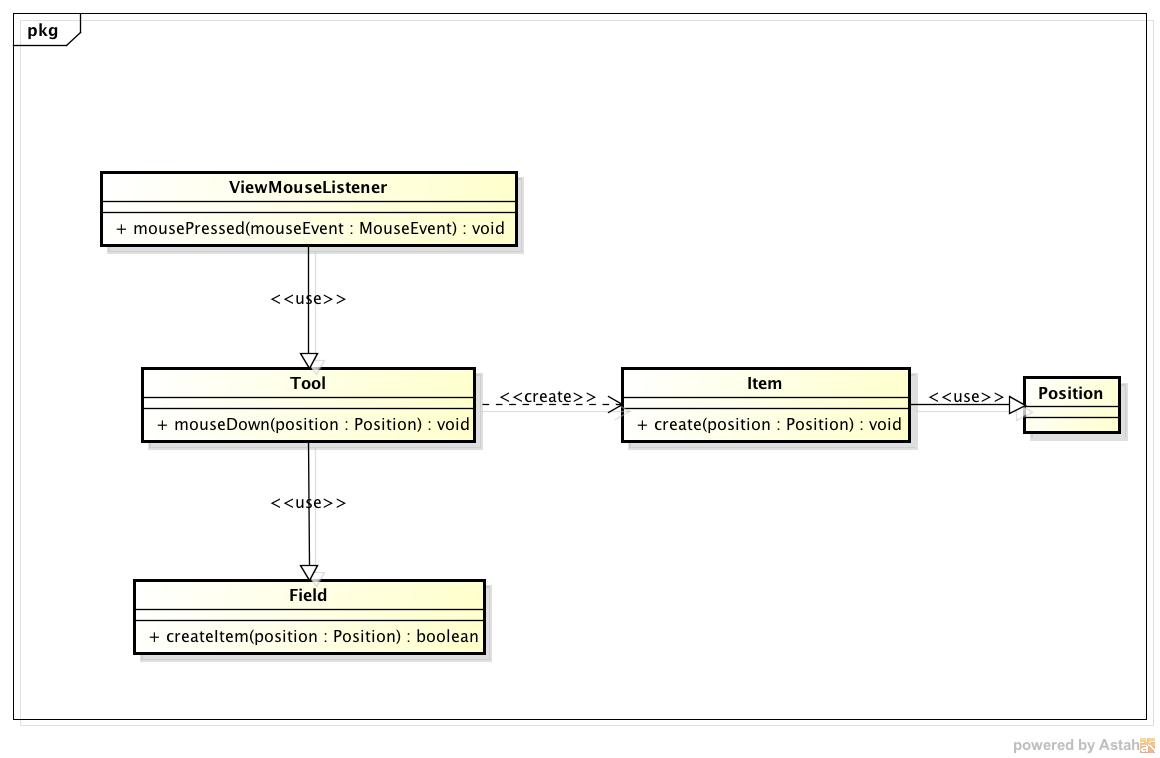 pkg
ViewMouseListener
+ mousePressed(mouseEvent : MouseEvent) : void
<<use>>
Tool
+ mouseDown(position : Position) : void
<<create>>
Item
+ create(position : Position) : void
<<use>>
Position
<<use>>
Field
+ createItem(position : Position) : boolean
powered by Astah